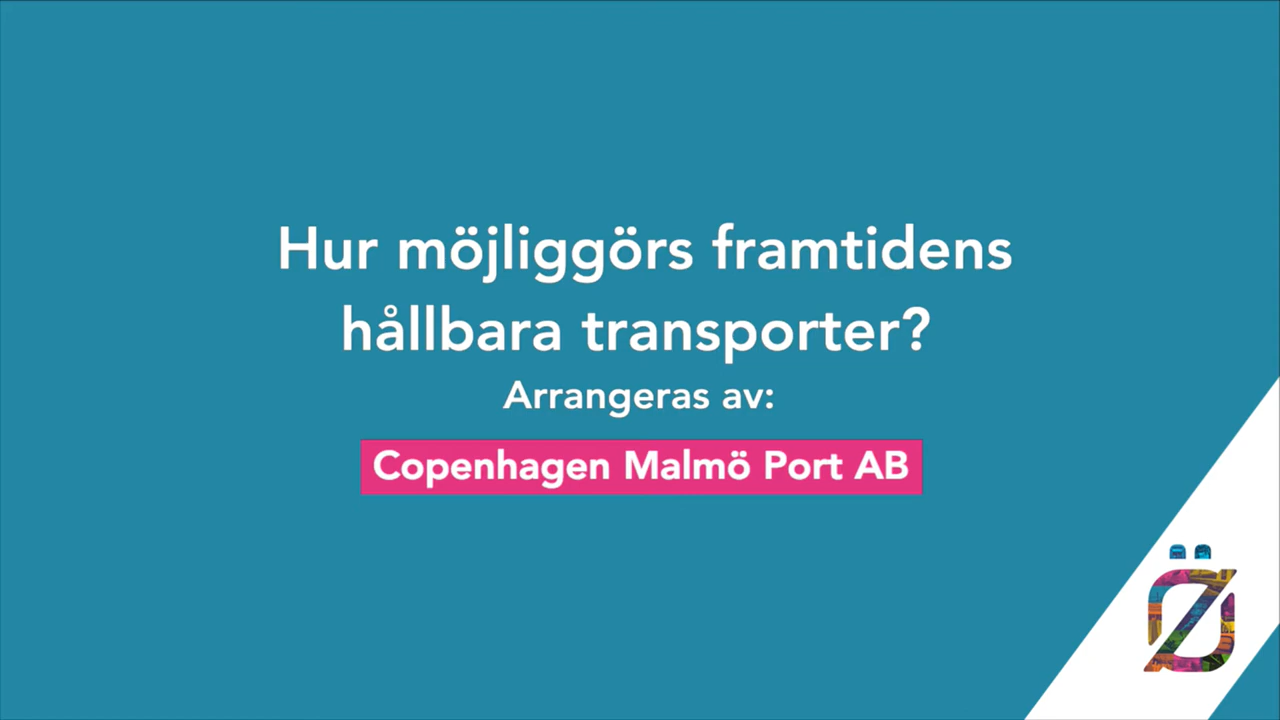 Hur möjliggörs framtidens
hållbara transporter?
Arrangeras av:
Copenhagen Malmö Port AB